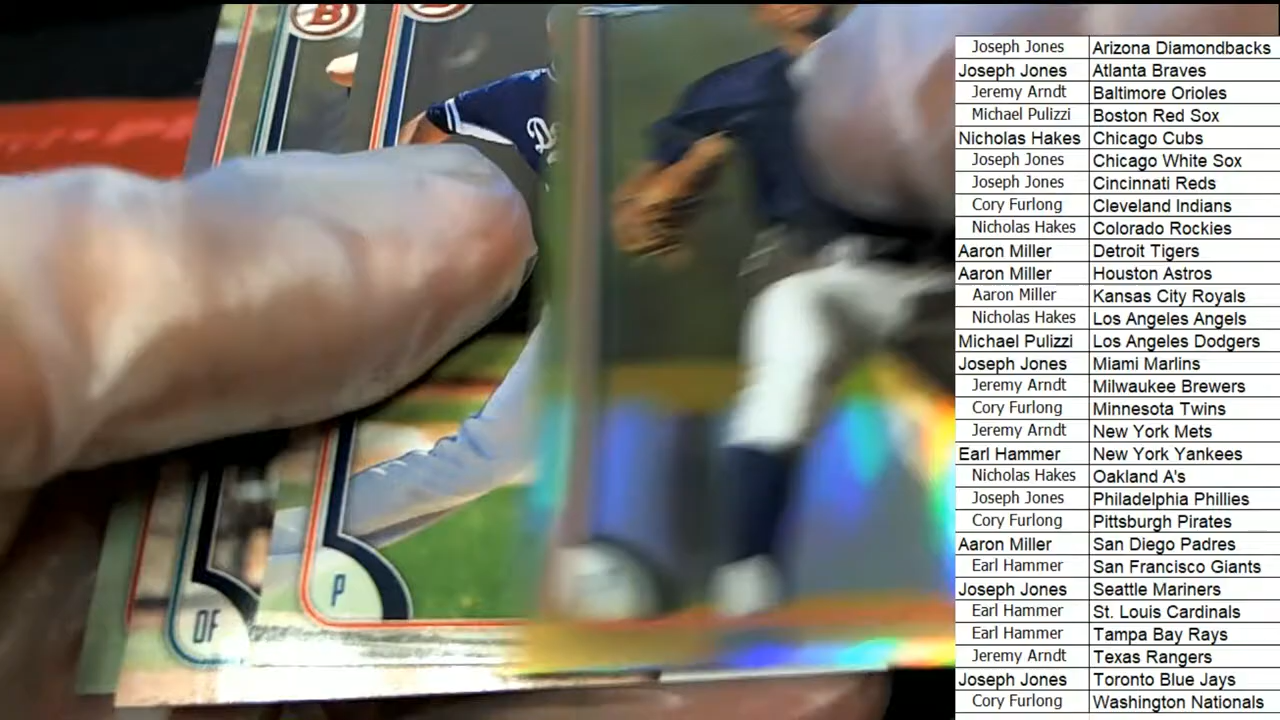 B
D
P
OF
Joseph Jones Arizona Diamondbacks
Joseph Jones Atlanta Braves
Jeremy Arndt Baltimore Orioles
Michael Pulizzi Boston Red Sox
Nicholas Hakes Chicago Cubs
Joseph Jones Chicago White Sox
Joseph Jones Cincinnati Reds
Cory Furlong Cleveland Indians
Nicholas Hakes Colorado Rockies
Aaron Miller Detroit Tigers
Aaron Miller Houston Astros
Aaron Miller Kansas City Royals
Nicholas Hakes Los Angeles Angels
Michael Pulizzi Los Angeles Dodgers
Joseph Jones Miami Marlins
Jeremy Arndt Milwaukee Brewers
Cory Furlong Minnesota Twins
Jeremy Arndt New York Mets
Earl Hammer New York Yankees
Nicholas Hakes Oakland A's
Joseph Jones Philadelphia Phillies
Cory Furlong Pittsburgh Pirates
Aaron Miller San Diego Padres
Earl Hammer San Francisco Giants
Joseph Jones Seattle Mariners
Earl Hammer St. Louis Cardinals
Earl Hammer Tampa Bay Rays
Jeremy Arndt Texas Rangers
Joseph Jones Toronto Blue Jays
Cory Furlong Washington Nationals